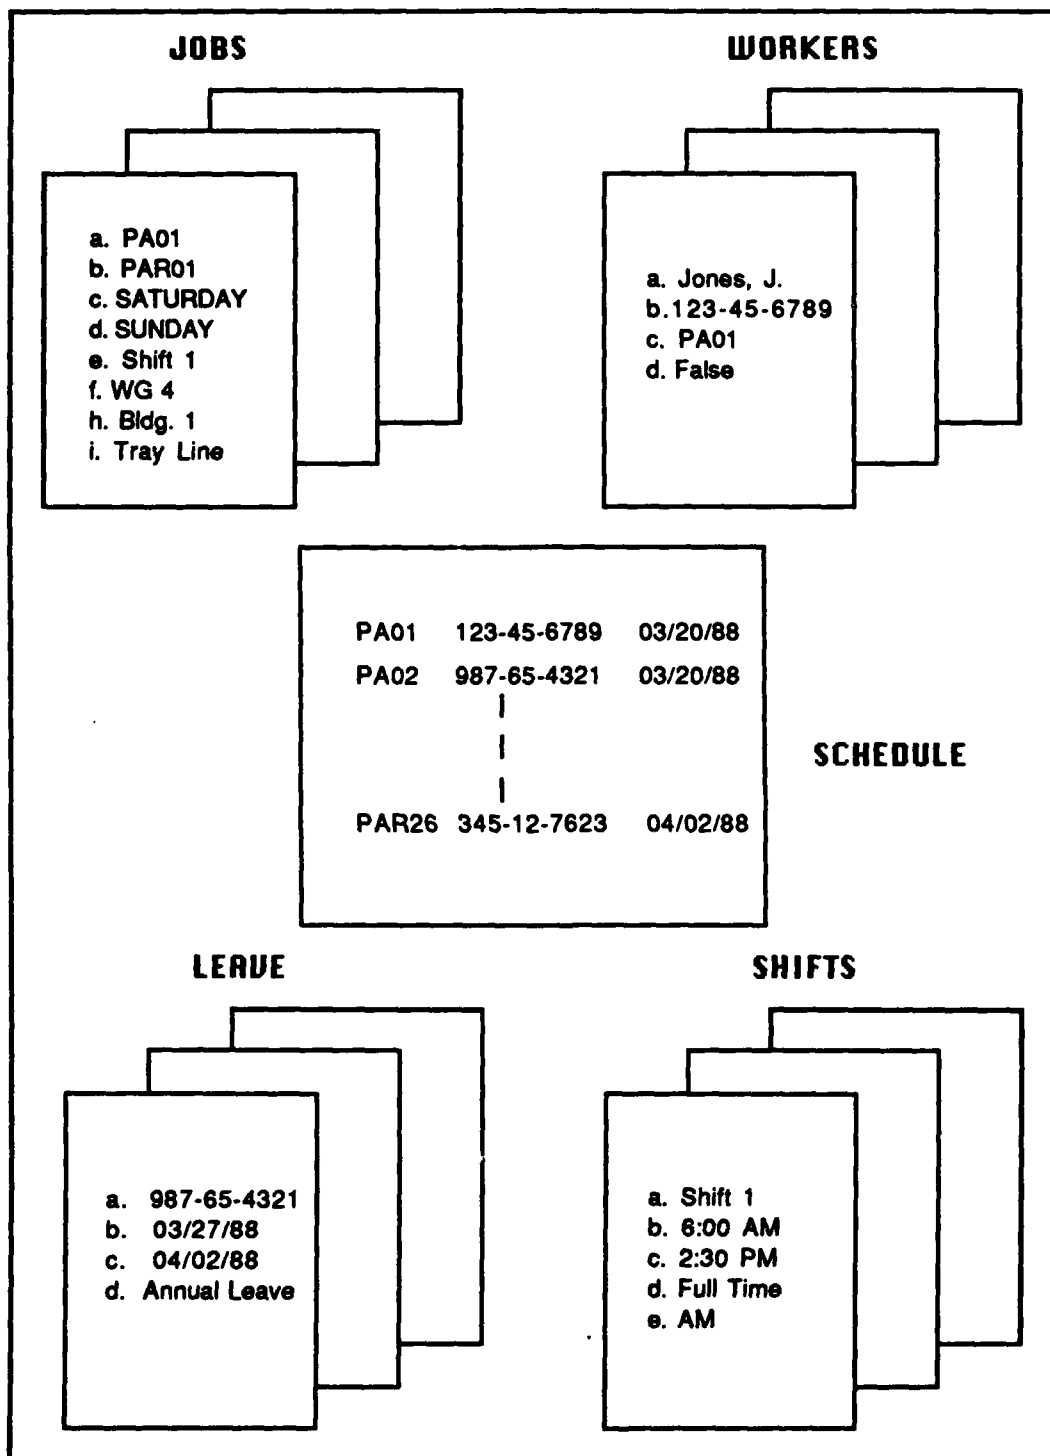 JOBS
WORKERS
a. PA01
b. PAR01
c. SATURDAY
d. SUNDAY
e. Shift 1
f. WG 4
h. Bldg. 1
i. Tray Line
a. Jones, J.
b.123-45-6789
c. PA01
d. False
PA01 123-45-6789 03/20/88
PA02 987-65-4321 03/20/88
SCHEDULE
PAR26 345-12-7623 04/02/88
LEAVE
SHIFTS
a. 987-65-4321
b. 03/27/88
c. 04/02/88
d. Annual Leave
a. Shift 1
b. 6:00 AM
c. 2:30 PM
d. Full Time
e. AM